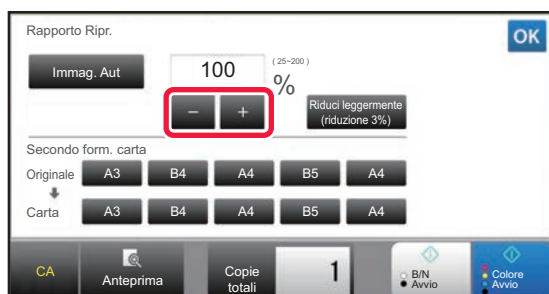 Rapporto Ripr.
OK
Immag. Aut
100
(25~200)
%
− +
Riduci leggermente
(riduzione 3%)
Secondo form. carta
Originale A3 B4 A4 B5 A4
Carta A3 B4 A4 B5 A4
CA
Anteprima
Copie
totali
1
B/N
Avvio
Colore
Avvio